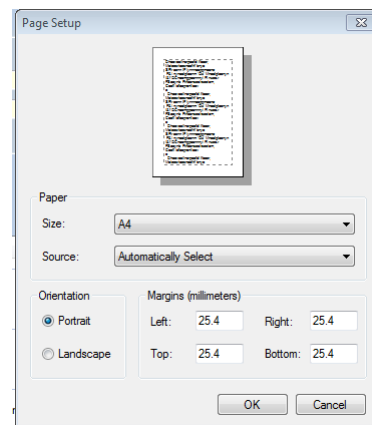 Page Setup
Paper
Size: A4
Source: Automatically Select
Orientation
Portrait
Landscape
Margins (millimeters)
Left: 25.4 Right: 25.4
Top: 25.4 Bottom: 25.4
OK Cancel